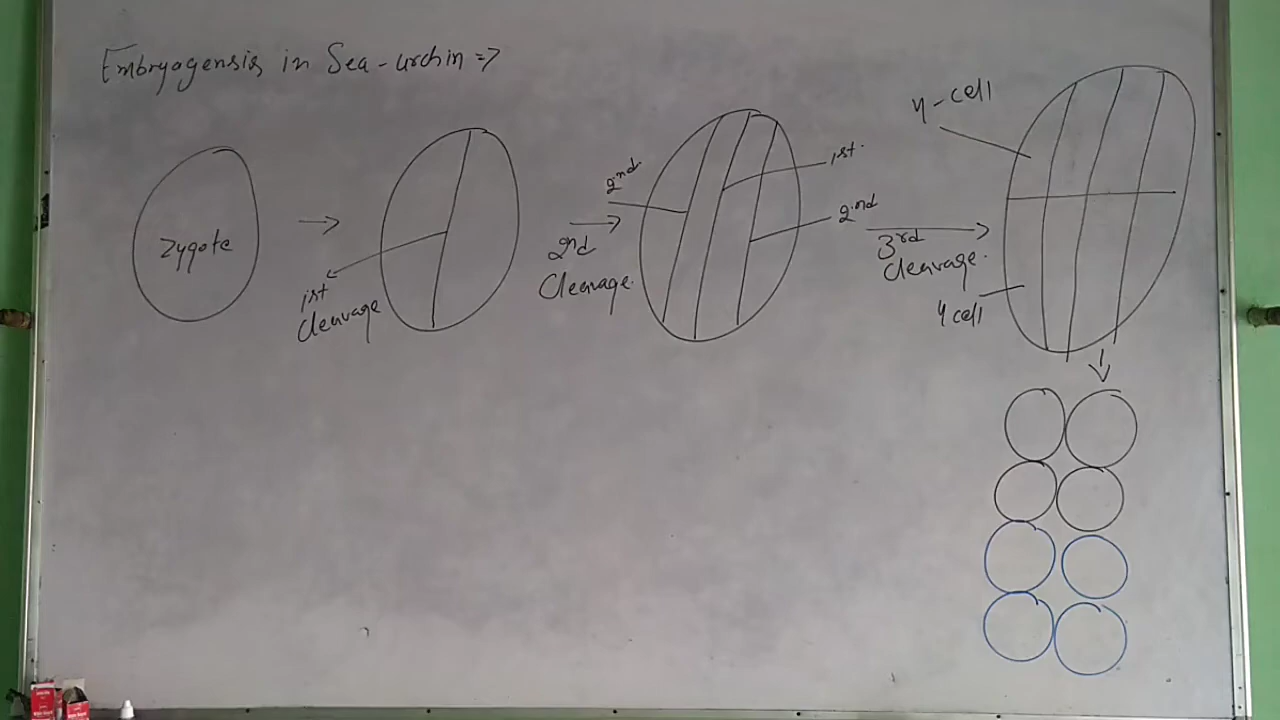 Embryogensis in Sea-urchin =>
Zygote
1st
cleavage
2nd
cleavage.
2nd.
1st.
2nd
3rd
cleavage.
4-cell
4 cell